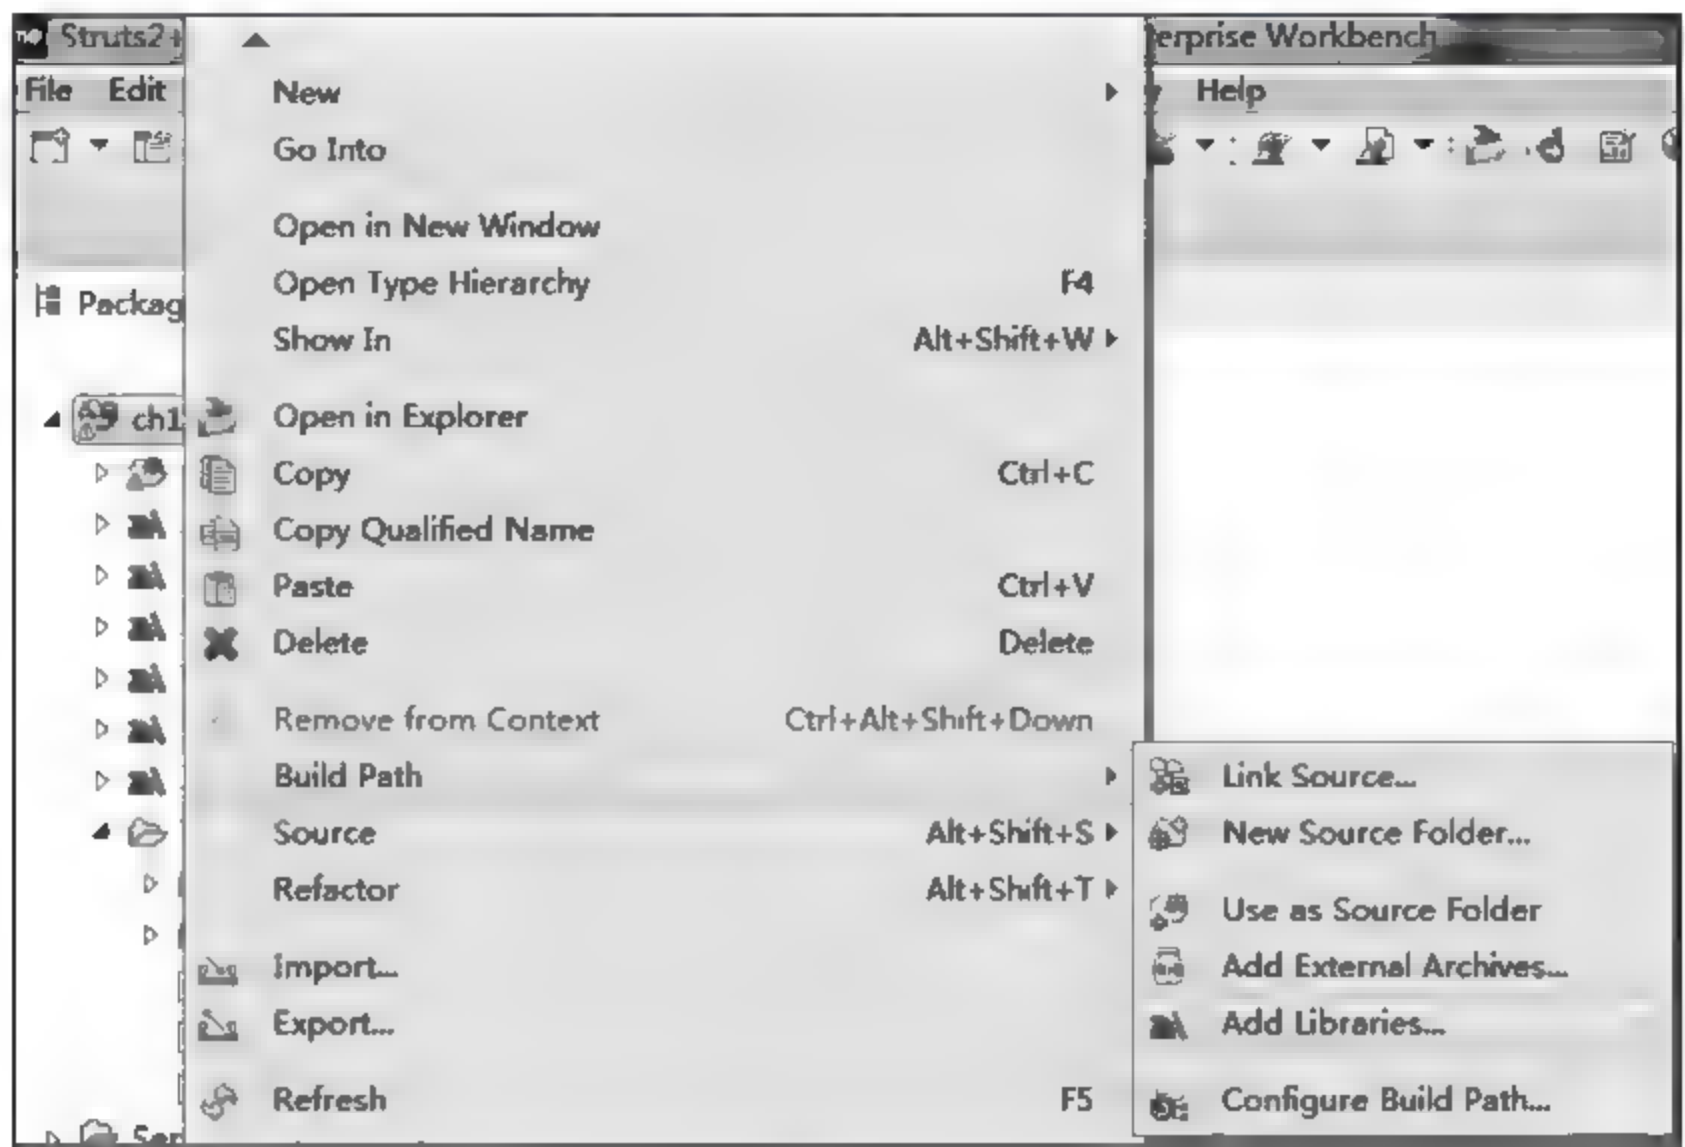 Struts2+ erprise Workbench
File Edit Help
New
Go Into
Open in New Window
Open Type Hierarchy F4
Packag
Show In Alt+Shift+W
ch1 Open in Explorer
Copy Ctrl+C
Copy Qualified Name
Paste Ctrl+V
Delete Delete
Remove from Context Ctrl+Alt+Shift+Down
Build Path
Source Alt+Shift+S
Refactor Alt+Shift+T
Import...
Export...
Refresh F5
Ser
Link Source...
New Source Folder...
Use as Source Folder
Add External Archives...
Add Libraries...
Configure Build Path...